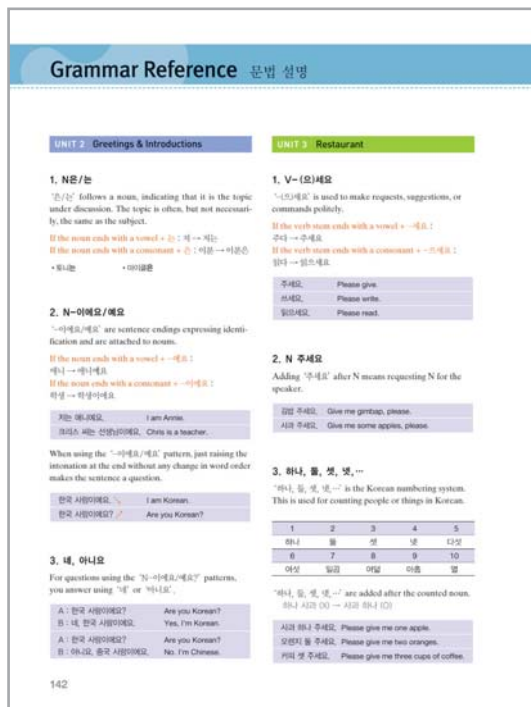 Grammar Reference 문법 설명
UNIT 2 Greetings & Introductions
1. N은/는
'은/는' follows a noun, indicating that it is the topic
under discussion. The topic is often, but not necessari-
ly, the same as the subject.
If the noun ends with a vowel + 는 : 저 → 저는
If the noun ends with a consonant + 은 : 이분 → 이분은
• 토니는 • 마이클은
2. N-이에요/예요
'-이에요/예요' are sentence endings expressing identi-
fication and are attached to nouns.
If the noun ends with a vowel + -예요 :
애니 → 애니예요
If the noun ends with a consonant + -이에요 :
학생 → 학생이에요
저는 애니예요. I am Annie.
크리스 씨는 선생님이에요. Chris is a teacher.
When using the '-이에요/예요' pattern, just raising the
intonation at the end without any change in word order
makes the sentence a question.
한국 사람이에요. ↘ I am Korean.
한국 사람이에요? ↗ Are you Korean?
3. 네, 아니요
For questions using the 'N-이에요/예요?' patterns,
you answer using '네' or '아니요'.
A : 한국 사람이에요? Are you Korean?
B : 네, 한국 사람이에요. Yes, I'm Korean.
A : 한국 사람이에요? Are you Korean?
B : 아니요, 중국 사람이에요. No. I'm Chinese.
UNIT 3 Restaurant
1. V-(으)세요
'-(으)세요' is used to make requests, suggestions, or
commands politely.
If the verb stem ends with a vowel + -세요 :
주다 → 주세요
If the verb stem ends with a consonant + -으세요 :
읽다 → 읽으세요
주세요. Please give.
쓰세요. Please write.
읽으세요. Please read.
2. N 주세요
Adding '주세요' after N means requesting N for the
speaker.
김밥 주세요. Give me gimbap, please.
사과 주세요. Give me some apples, please.
3. 하나, 둘, 셋, 넷,…
'하나, 둘, 셋, 넷,…' is the Korean numbering system.
This is used for counting people or things in Korean.
1 2 3 4 5
하나 둘 셋 넷 다섯
6 7 8 9 10
여섯 일곱 여덟 아홉 열
'하나, 둘, 셋, 넷,…' are added after the counted noun.
하나 사과 (X) → 사과 하나 (O)
사과 하나 주세요. Please give me one apple.
오렌지 둘 주세요. Please give me two oranges.
커피 셋 주세요. Please give me three cups of coffee.
142